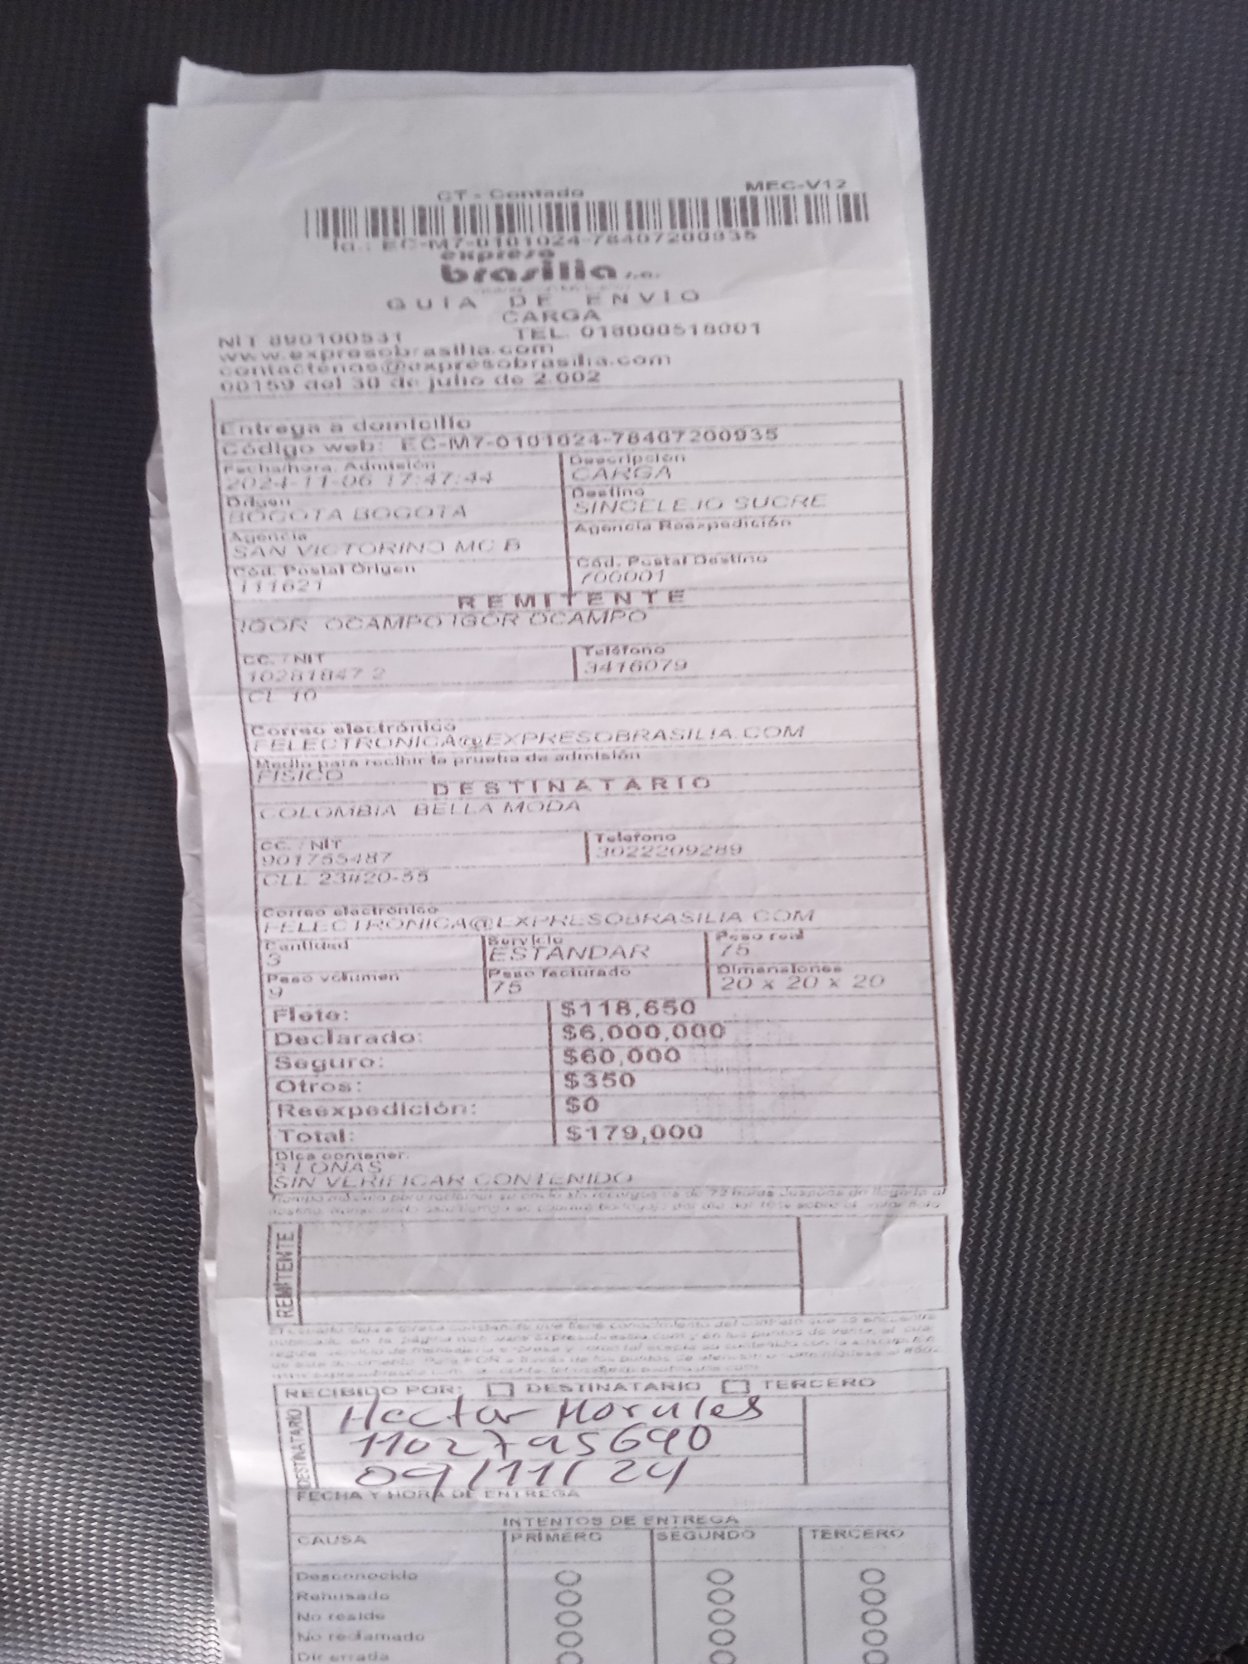 CT - Contado MEC-V12
Id.: EC-M7-0101024-78407200935
expreso
brasilia s.a.
GUIA DE ENVIO
CARGA
NIT 890100531 TEL. 018000518001
www.expresobrasilia.com
contactenos@expresobrasilia.com
00159 del 30 de julio de 2.002
Entrega a domicilio
Código web: EC-M7-0101024-78407200935
Fecha/hora. Admisión Descripción
2024-11-06 17:47:44 CARGA
Origen Destino
BOGOTA BOGOTA SINCELEJO SUCRE
Agencia Agencia Reexpedición
SAN VICTORINO MC B
Cód. Postal Origen Cód. Postal Destino
111621 700001
REMITENTE
IGOR OCAMPO IGOR OCAMPO
CC. / NIT Teléfono
10281847 2 3416079
CL 10
Correo electrónico
FELECTRONICA@EXPRESOBRASILIA.COM
Medio para recibir la prueba de admisión
FISICO
DESTINATARIO
COLOMBIA BELLA MODA
CC. / NIT Teléfono
901755487 3022209289
CLL 23#20-55
Correo electrónico
FELECTRONICA@EXPRESOBRASILIA.COM
Cantidad Servicio Peso real
3 ESTANDAR 75
Peso volumen Peso facturado Dimensiones
9 75 20 x 20 x 20
Flete: $118,650
Declarado: $6,000,000
Seguro: $60,000
Otros: $350
Reexpedición: $0
Total: $179,000
Dice contener.
3 LONAS
SIN VERIFICAR CONTENIDO
REMITENTE
RECIBIDO POR: DESTINATARIO TERCERO
DESTINATARIO
Hector Morales
1102795690
09/11/24
FECHA Y HORA DE ENTREGA
INTENTOS DE ENTREGA
CAUSA PRIMERO SEGUNDO TERCERO
Desconocido
Rehusado
No reside
No reclamado
Dir errada